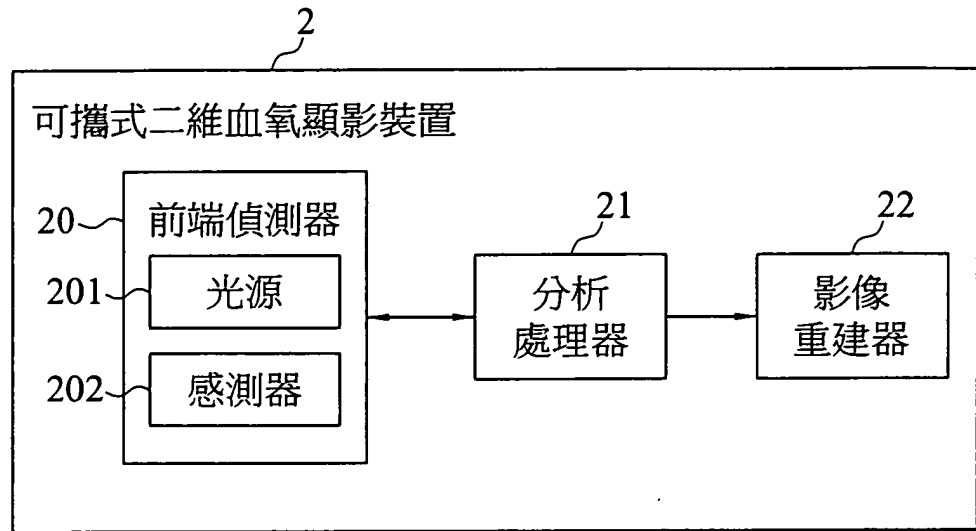 2
可攜式二維血氧顯影裝置
20
前端偵測器
201
光源
202
感測器
21
分析
處理器
22
影像
重建器